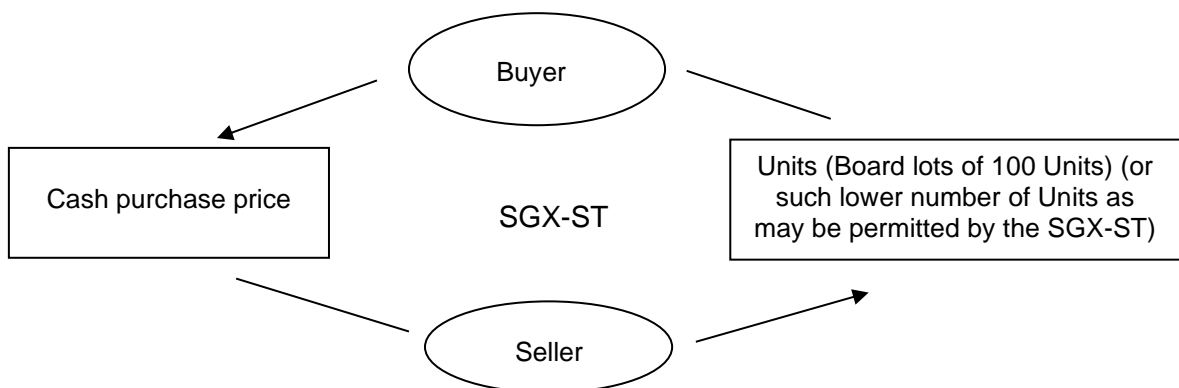 Buyer
Cash purchase price
SGX-ST
Units (Board lots of 100 Units) (or
such lower number of Units as
may be permitted by the SGX-ST)
Seller